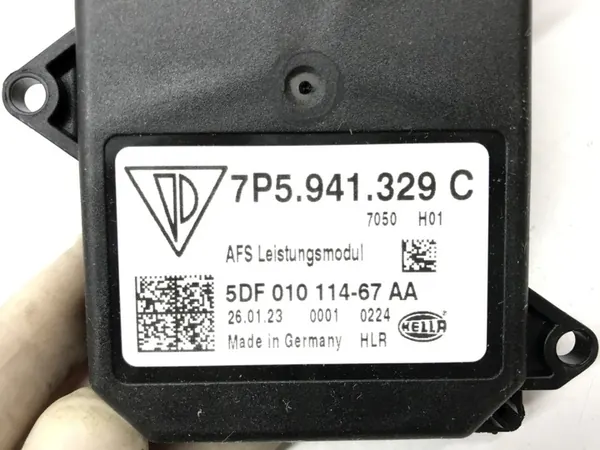 7P5.941.329 C
7050 H01
AFS Leistungsmodul
5DF 010 114-67 AA
26.01.23 0001 0224
Made in Germany HLR
HELLA